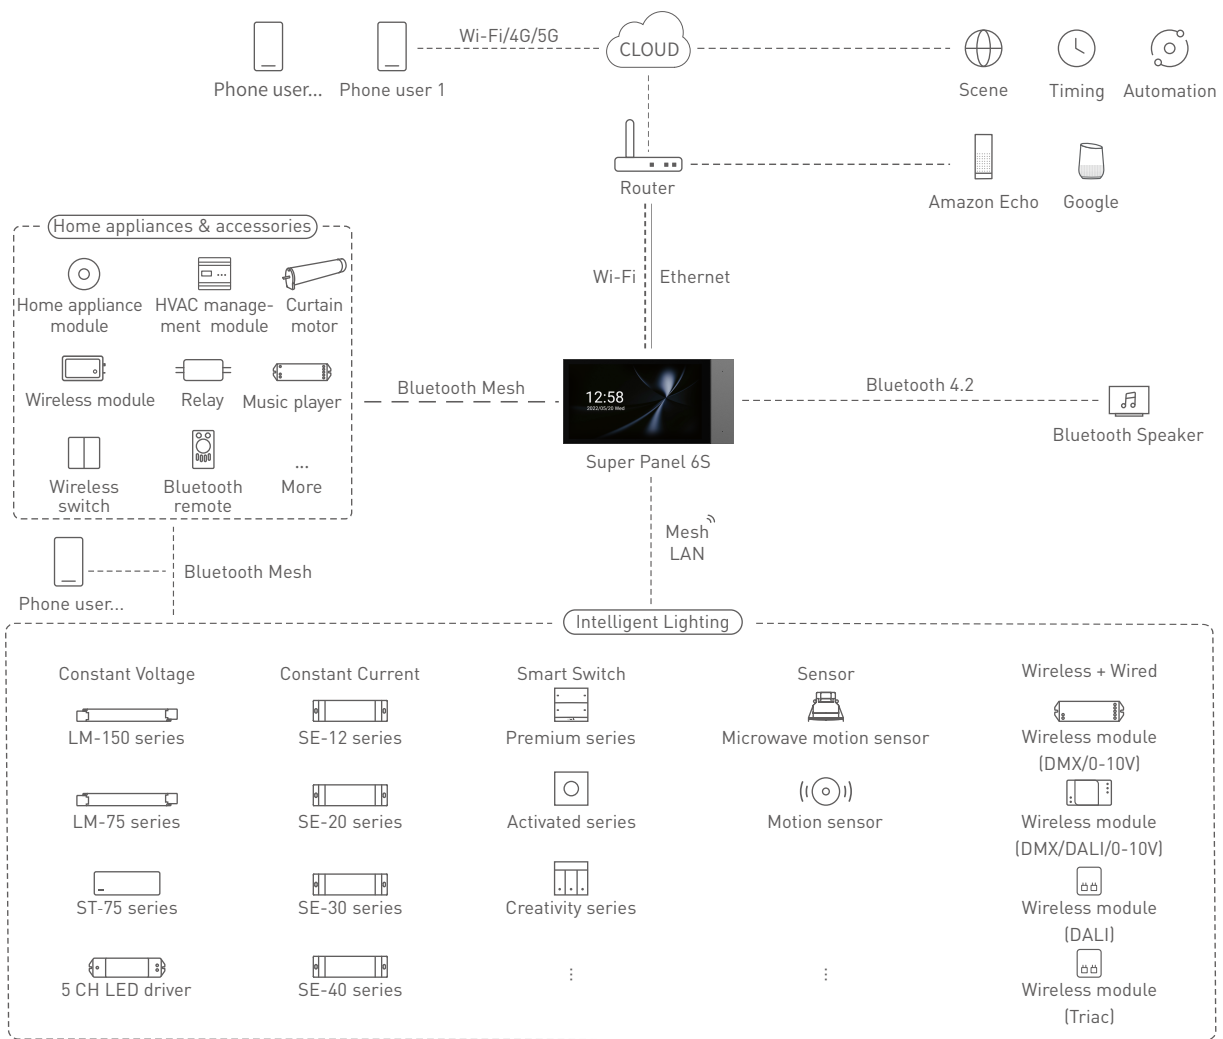 Wi-Fi/4G/5G
CLOUD
Phone user...
Phone user 1
Scene
Timing
Automation
Router
Amazon Echo
Google
Home appliances & accessories
Home appliance
module
HVAC manage-
ment module
Curtain
motor
Wireless module
Relay
Music player
Wireless
switch
Bluetooth
remote
...
More
Wi-Fi
Ethernet
Bluetooth Mesh
12:58
2022/05/20 Wed
Super Panel 6S
Bluetooth 4.2
Bluetooth Speaker
Mesh
LAN
Phone user...
Bluetooth Mesh
Intelligent Lighting
Constant Voltage
LM-150 series
LM-75 series
ST-75 series
5 CH LED driver
Constant Current
SE-12 series
SE-20 series
SE-30 series
SE-40 series
Smart Switch
Premium series
Activated series
Creativity series
⋮
Sensor
Microwave motion sensor
Motion sensor
⋮
Wireless + Wired
Wireless module
(DMX/0-10V)
Wireless module
(DMX/DALI/0-10V)
Wireless module
(DALI)
Wireless module
(Triac)